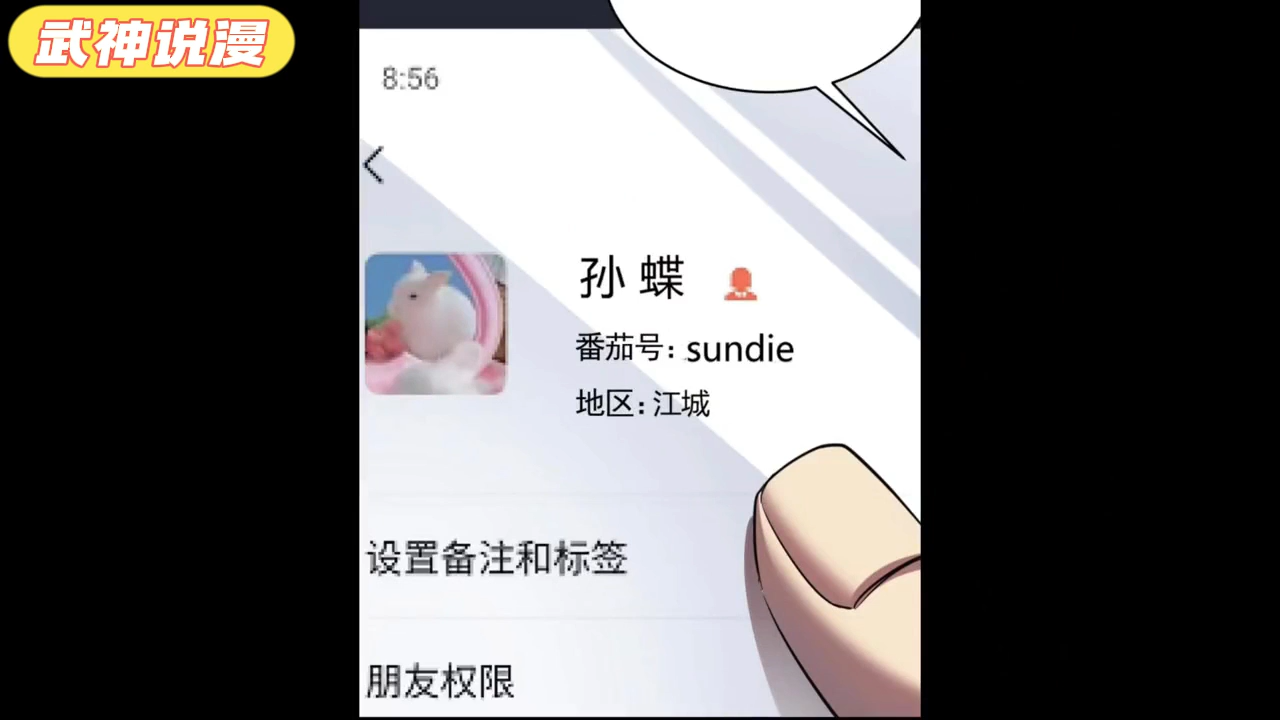 武神说漫
8:56
孙蝶
番茄号：sundie
地区：江城
设置备注和标签
朋友权限